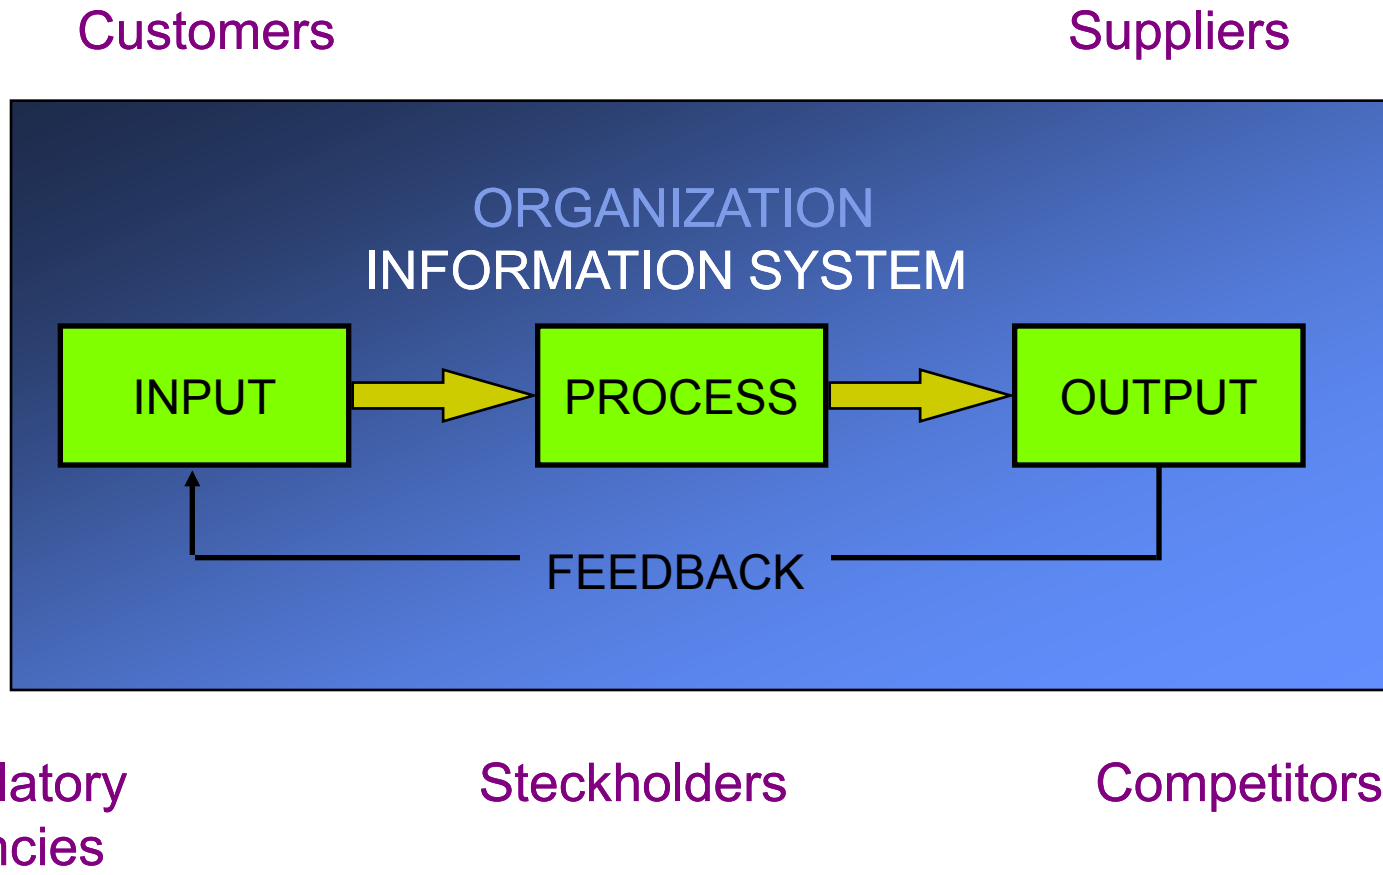 Customers
Suppliers
ORGANIZATION
INFORMATION SYSTEM
INPUT
PROCESS
OUTPUT
FEEDBACK
latory
Steckholders
Competitors
ncies